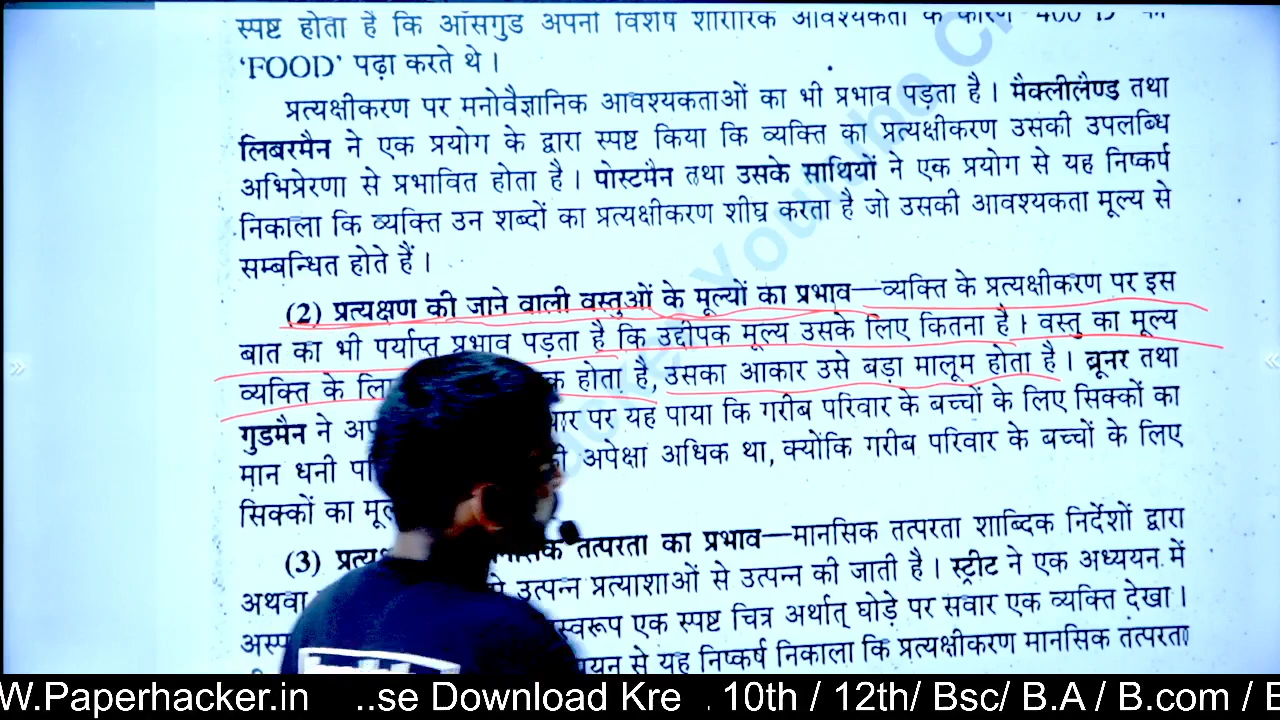 स्पष्ट होता है कि ऑसगुड अपनी विशेष शारीरिक आवश्यकता के कारण
‘FOOD’ पढ़ा करते थे ।
प्रत्यक्षीकरण पर मनोवैज्ञानिक आवश्यकताओं का भी प्रभाव पड़ता है । मैक्लीलैण्ड तथा
लिबरमैन ने एक प्रयोग के द्वारा स्पष्ट किया कि व्यक्ति का प्रत्यक्षीकरण उसकी उपलब्धि
अभिप्रेरणा से प्रभावित होता है । पोस्टमैन तथा उसके साथियों ने एक प्रयोग से यह निष्कर्ष
निकाला कि व्यक्ति उन शब्दों का प्रत्यक्षीकरण शीघ्र करता है जो उसकी आवश्यकता मूल्य से
सम्बन्धित होते हैं ।
(2) प्रत्यक्षण की जाने वाली वस्तुओं के मूल्यों का प्रभाव—व्यक्ति के प्रत्यक्षीकरण पर इस
बात का भी पर्याप्त प्रभाव पड़ता है कि उद्दीपक मूल्य उसके लिए कितना है । वस्तु का मूल्य
व्यक्ति के होता है, उसका आकार उसे बड़ा मालूम होता है । ब्रूनर तथा
गुडमैन ने पर यह पाया कि गरीब परिवार के बच्चों के लिए सिक्कों का
मान धनी अपेक्षा अधिक था, क्योंकि गरीब परिवार के बच्चों के लिए
सिक्कों का
(3) तत्परता का प्रभाव—मानसिक तत्परता शाब्दिक निर्देशों द्वारा
अथवा उत्पन्न प्रत्याशाओं से उत्पन्न की जाती है । स्ट्रीट ने एक अध्ययन में
एक स्पष्ट चित्र अर्थात् घोड़े पर सवार एक व्यक्ति देखा ।
से यह निष्कर्ष निकाला कि प्रत्यक्षीकरण मानसिक तत्परता
W.Paperhacker.in ..se Download Kre . 10th / 12th/ Bsc/ B.A / B.com /